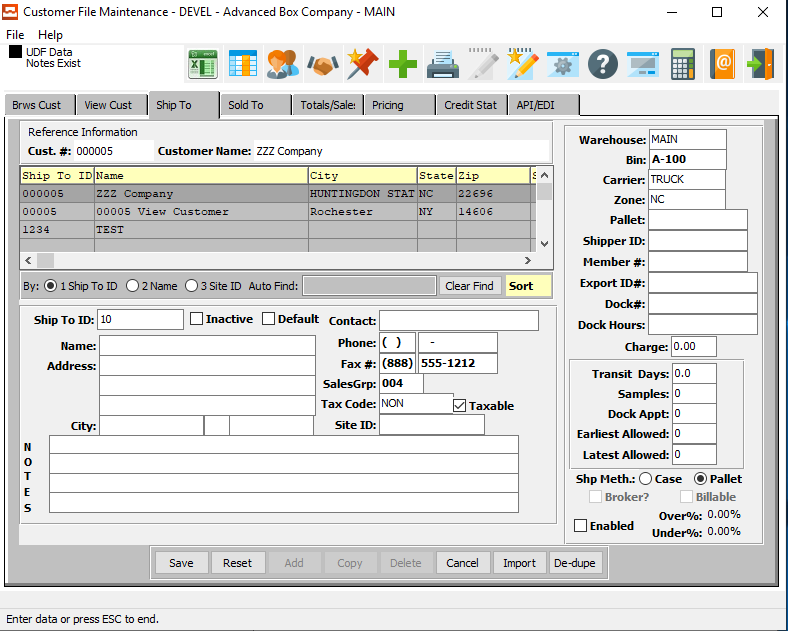 Customer File Maintenance - DEVEL - Advanced Box Company - MAIN
File Help
UDF Data
Notes Exist
Brws Cust View Cust Ship To Sold To Totals/Sales Pricing Credit Stat API/EDI
Reference Information
Cust. #: 000005 Customer Name: ZZZ Company
Ship To ID Name City State Zip S
000005 ZZZ Company HUNTINGDON STAT NC 22696
00005 00005 View Customer Rochester NY 14606
1234 TEST
By: 1 Ship To ID 2 Name 3 Site ID Auto Find: Clear Find Sort
Ship To ID: 10 Inactive Default Contact:
Name: Phone: ( ) -
Address: Fax #: (888) 555-1212
SalesGrp: 004
Tax Code: NON Taxable
City: Site ID:
N
O
T
E
S
Warehouse: MAIN
Bin: A-100
Carrier: TRUCK
Zone: NC
Pallet:
Shipper ID:
Member #:
Export ID#:
Dock#:
Dock Hours:
Charge: 0.00
Transit Days: 0.0
Samples: 0
Dock Appt: 0
Earliest Allowed: 0
Latest Allowed: 0
Shp Meth.: Case Pallet
Broker? Billable
Over%: 0.00%
Enabled Under%: 0.00%
Save Reset Add Copy Delete Cancel Import De-dupe
Enter data or press ESC to end.